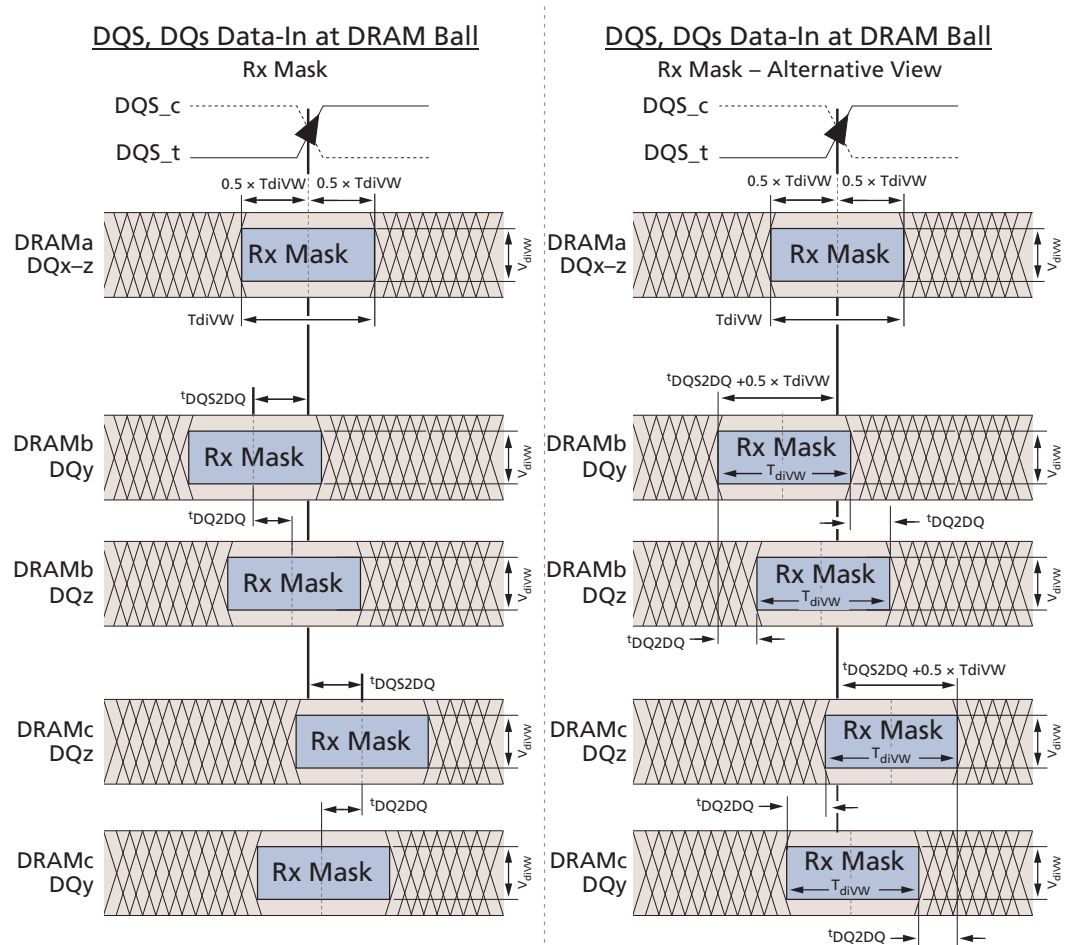 DQS, DQs Data-In at DRAM Ball
Rx Mask
DQS_c
DQS_t
0.5 × TdiVW 0.5 × TdiVW
DRAMa
DQx–z
Rx Mask
VdiVW
TdiVW
tDQS2DQ
DRAMb
DQy
Rx Mask
VdiVW
tDQ2DQ
DRAMb
DQz
Rx Mask
VdiVW
tDQS2DQ
DRAMc
DQz
Rx Mask
VdiVW
tDQ2DQ
DRAMc
DQy
Rx Mask
VdiVW
DQS, DQs Data-In at DRAM Ball
Rx Mask – Alternative View
DQS_c
DQS_t
0.5 × TdiVW 0.5 × TdiVW
DRAMa
DQx–z
Rx Mask
VdiVW
TdiVW
tDQS2DQ +0.5 × TdiVW
DRAMb
DQy
Rx Mask
TdiVW
VdiVW
tDQ2DQ
DRAMb
DQz
Rx Mask
TdiVW
VdiVW
tDQ2DQ
tDQS2DQ +0.5 × TdiVW
DRAMc
DQz
Rx Mask
TdiVW
VdiVW
tDQ2DQ
DRAMc
DQy
Rx Mask
TdiVW
VdiVW
tDQ2DQ